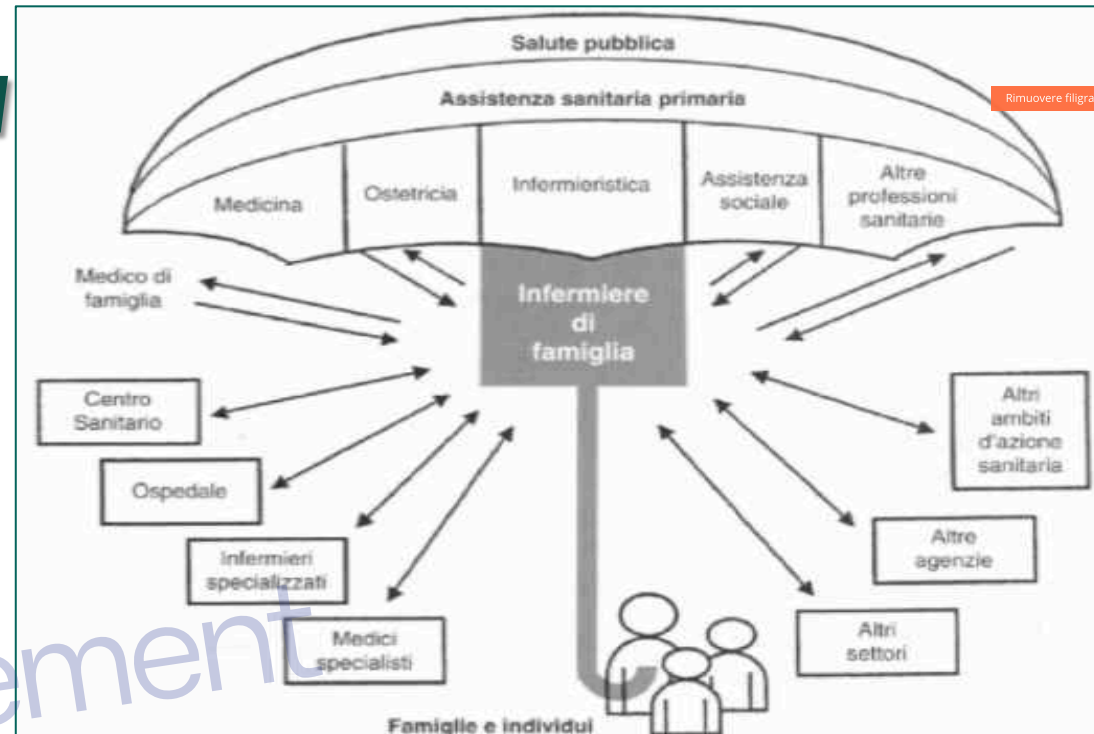 Salute pubblica
Assistenza sanitaria primaria
Rimuovere filigra
Medicina
Ostetricia
Infermieristica
Assistenza
sociale
Altre
professioni
sanitarie
Medico di
famiglia
Infermiere
di
famiglia
Centro
Sanitario
Altri
ambiti
d'azione
sanitaria
Ospedale
Infermieri
specializzati
Altre
agenzie
Medici
specialisti
Altri
settori
Famiglie e individui
ement